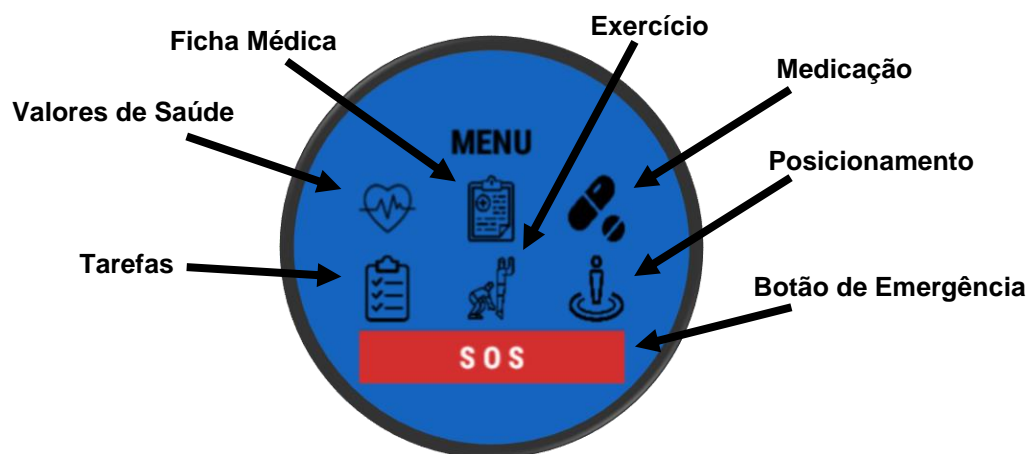 Exercício
Ficha Médica
Medicação
Valores de Saúde
MENU
Posicionamento
Tarefas
Botão de Emergência
SOS